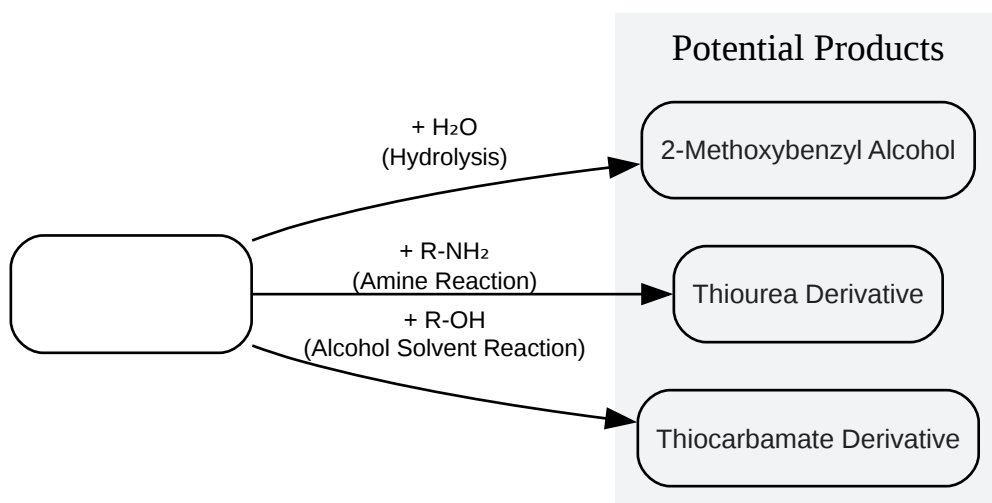 Potential Products
+ H₂O
(Hydrolysis)
2-Methoxybenzyl Alcohol
+ R-NH₂
(Amine Reaction)
Thiourea Derivative
+ R-OH
(Alcohol Solvent Reaction)
Thiocarbamate Derivative